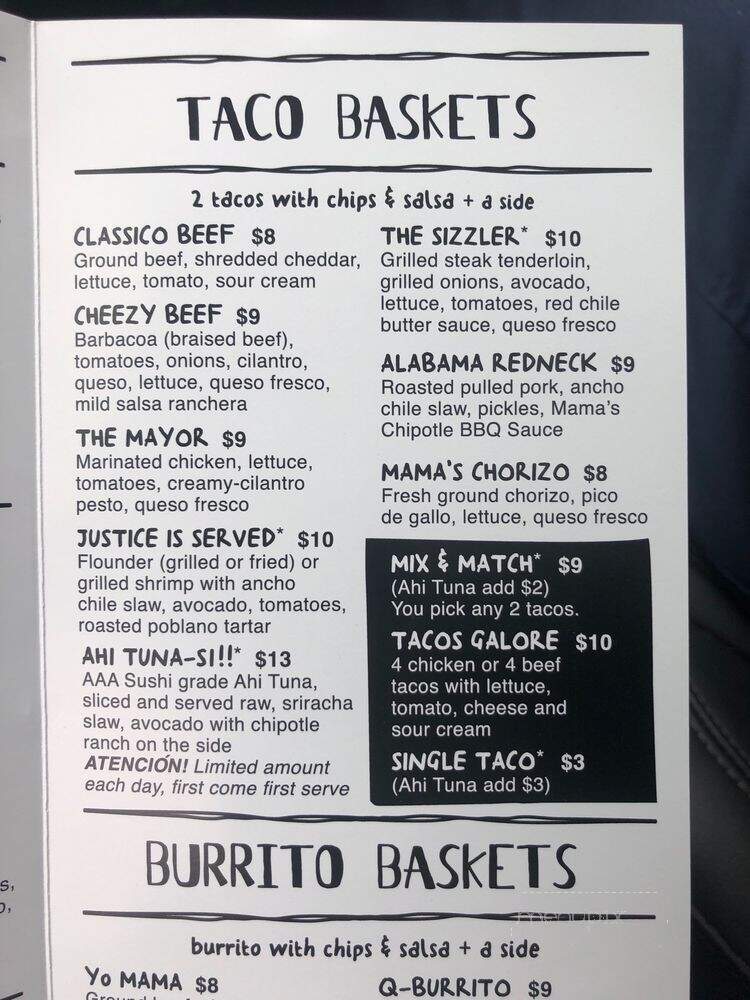 TACO BASKETS
2 tacos with chips & salsa + a side
CLASSICO BEEF $8
Ground beef, shredded cheddar,
lettuce, tomato, sour cream
CHEEZY BEEF $9
Barbacoa (braised beef),
tomatoes, onions, cilantro,
queso, lettuce, queso fresco,
mild salsa ranchera
THE MAYOR $9
Marinated chicken, lettuce,
tomatoes, creamy-cilantro
pesto, queso fresco
JUSTICE IS SERVED* $10
Flounder (grilled or fried) or
grilled shrimp with ancho
chile slaw, avocado, tomatoes,
roasted poblano tartar
AHI TUNA-SI!!* $13
AAA Sushi grade Ahi Tuna,
sliced and served raw, sriracha
slaw, avocado with chipotle
ranch on the side
ATENCIÓN! Limited amount
each day, first come first serve
THE SIZZLER* $10
Grilled steak tenderloin,
grilled onions, avocado,
lettuce, tomatoes, red chile
butter sauce, queso fresco
ALABAMA REDNECK $9
Roasted pulled pork, ancho
chile slaw, pickles, Mama's
Chipotle BBQ Sauce
MAMA'S CHORIZO $8
Fresh ground chorizo, pico
de gallo, lettuce, queso fresco
MIX & MATCH* $9
(Ahi Tuna add $2)
You pick any 2 tacos.
TACOS GALORE $10
4 chicken or 4 beef
tacos with lettuce,
tomato, cheese and
sour cream
SINGLE TACO* $3
(Ahi Tuna add $3)
BURRITO BASKETS
burrito with chips & salsa + a side
YO MAMA $8
Q-BURRITO $9